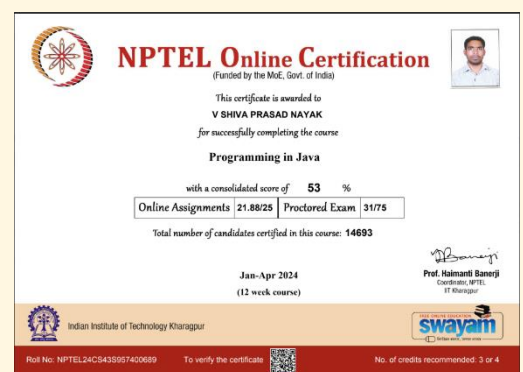 NPTEL Online Certification
(Funded by the MoE, Govt. of India)
This certificate is awarded to
V SHIVA PRASAD NAYAK
for successfully completing the course
Programming in Java
with a consolidated score of 53 %
Online Assignments 21.88/25 Proctored Exam 31/75
Total number of candidates certified in this course: 14693
Jan-Apr 2024
(12 week course)
Prof. Haimanti Banerji
Coordinator, NPTEL
IIT Kharagpur
Indian Institute of Technology Kharagpur
FREE ONLINE EDUCATION
swayam
Roll No: NPTEL24CS43S957400689 To verify the certificate No. of credits recommended: 3 or 4